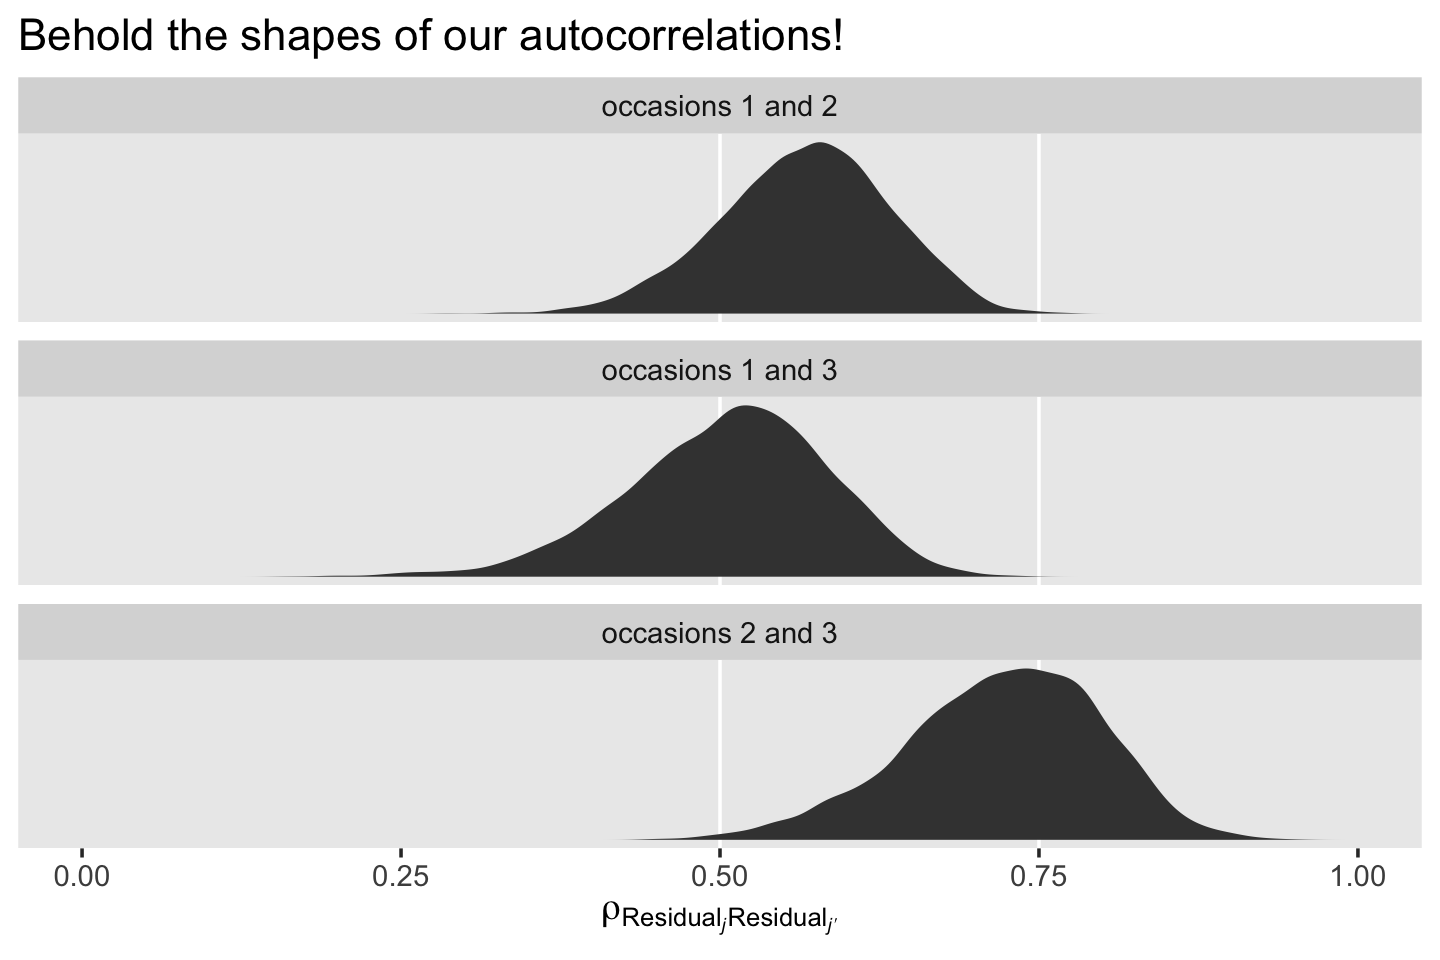 Behold the shapes of our autocorrelations!
occasions 1 and 2
occasions 1 and 3
occasions 2 and 3
0.00 0.25 0.50 0.75 1.00
ρResidualjResidualj′